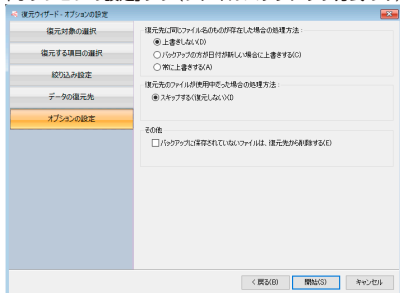 復元ウィザード - オプションの設定
復元対象の選択
復元する項目の選択
絞り込み設定
データの復元先
オプションの設定
復元先に同じファイル名のものが存在した場合の処理方法：
上書きしない(D)
バックアップの方が日付が新しい場合に上書きする(C)
常に上書きする(A)
復元先のファイルが使用中だった場合の処理方法：
スキップする(復元しない)(I)
その他
バックアップに保存されていないファイルは、復元先から削除する(E)
< 戻る(B)
開始(S)
キャンセル